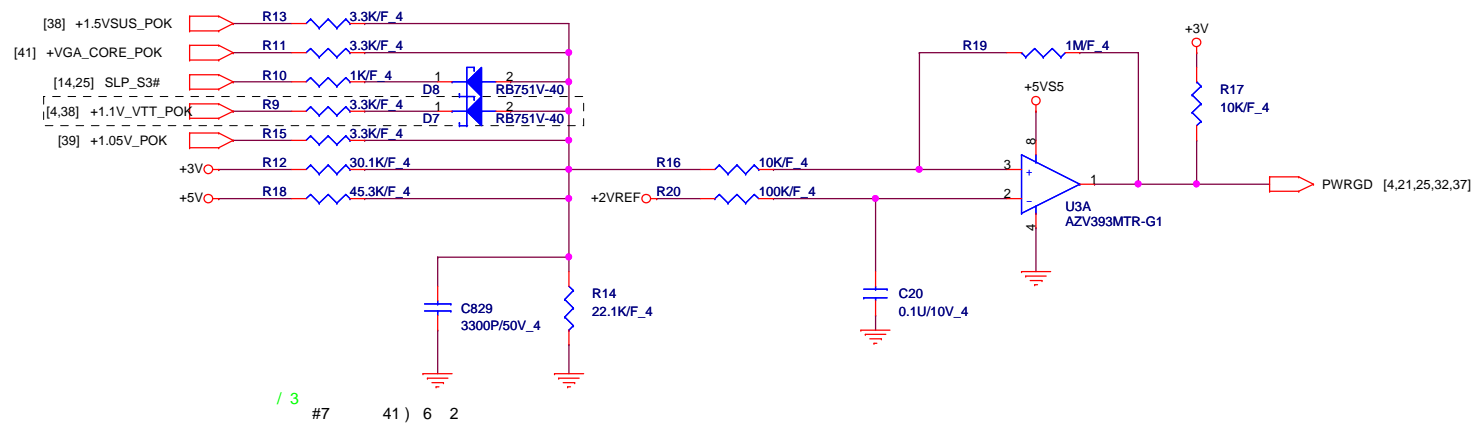 [38] +1.5VSUS_POK R13 3.3K/F_4
[41] +VGA_CORE_POK R11 3.3K/F_4
[14,25] SLP_S3# R10 1K/F_4 1 2
D8 RB751V-40
[4,38] +1.1V_VTT_POK R9 3.3K/F_4 1 2
D7 RB751V-40
[39] +1.05V_POK R15 3.3K/F_4
+3V R12 30.1K/F_4
+5V R18 45.3K/F_4
R16 10K/F_4
+2VREF R20 100K/F_4
R19 1M/F_4
+3V
R17
10K/F_4
+5VS5
8
3
+
1
2
−
4
U3A
AZV393MTR-G1
PWRGD [4,21,25,32,37]
C829
3300P/50V_4
R14
22.1K/F_4
C20
0.1U/10V_4
/ 3
#7 41) 6 2